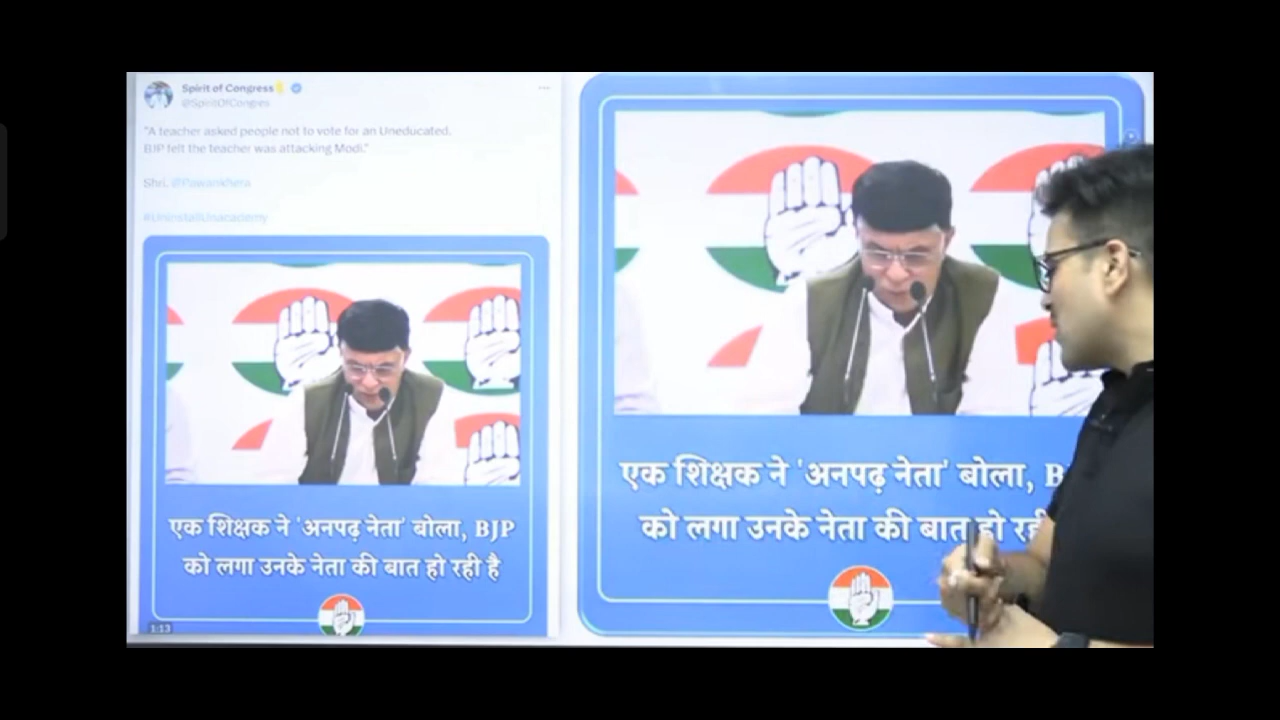 Spirit of Congress
@SpiritOfCongres
"A teacher asked people not to vote for an Uneducated.
BJP felt the teacher was attacking Modi."
Shri. @Pawankhera
#UninstallUnacademy
एक शिक्षक ने 'अनपढ़ नेता' बोला, BJP
को लगा उनके नेता की बात हो रही है
1:13
एक शिक्षक ने 'अनपढ़ नेता' बोला, B
को लगा उनके नेता की बात हो रही